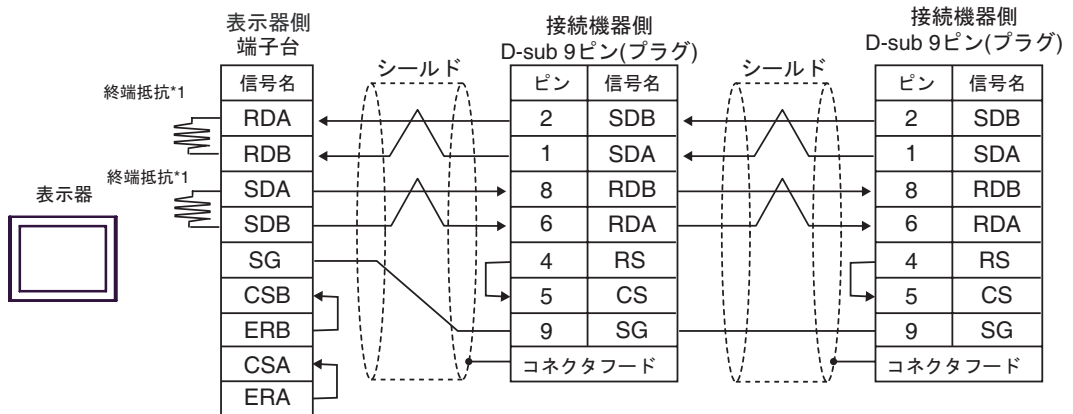 表示器側
端子台
接続機器側
D-sub 9ピン(プラグ)
接続機器側
D-sub 9ピン(プラグ)
信号名
シールド
ピン 信号名
シールド
ピン 信号名
終端抵抗*1
RDA
2 SDB
2 SDB
RDB
1 SDA
1 SDA
終端抵抗*1
SDA
8 RDB
8 RDB
表示器
SDB
6 RDA
6 RDA
SG
4 RS
4 RS
CSB
5 CS
5 CS
ERB
9 SG
9 SG
CSA
コネクタフード
コネクタフード
ERA